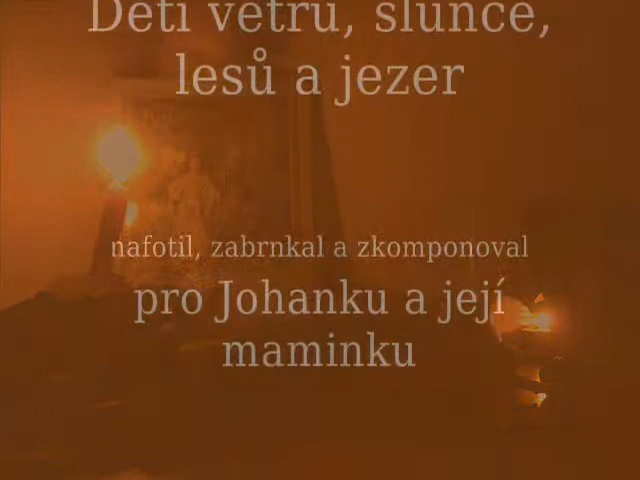 Děti větru, slunce,
lesů a jezer
nafotil, zabrnkal a zkomponoval
pro Johanku a její
maminku